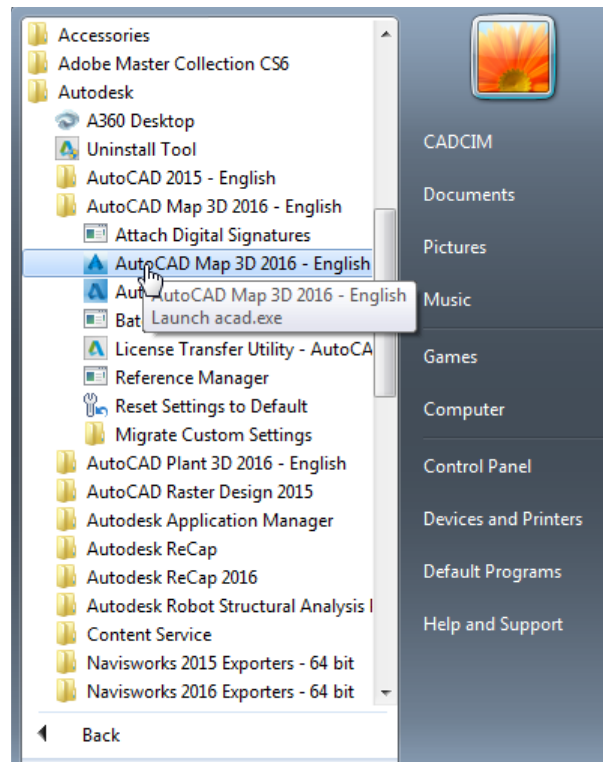 Accessories
Adobe Master Collection CS6
Autodesk
A360 Desktop
Uninstall Tool
AutoCAD 2015 - English
AutoCAD Map 3D 2016 - English
Attach Digital Signatures
AutoCAD Map 3D 2016 - English
Aut
AutoCAD Map 3D 2016 - English
Launch acad.exe
Bat
License Transfer Utility - AutoCA
Reference Manager
Reset Settings to Default
Migrate Custom Settings
AutoCAD Plant 3D 2016 - English
AutoCAD Raster Design 2015
Autodesk Application Manager
Autodesk ReCap
Autodesk ReCap 2016
Autodesk Robot Structural Analysis
Content Service
Navisworks 2015 Exporters - 64 bit
Navisworks 2016 Exporters - 64 bit
Back
CADCIM
Documents
Pictures
Music
Games
Computer
Control Panel
Devices and Printers
Default Programs
Help and Support